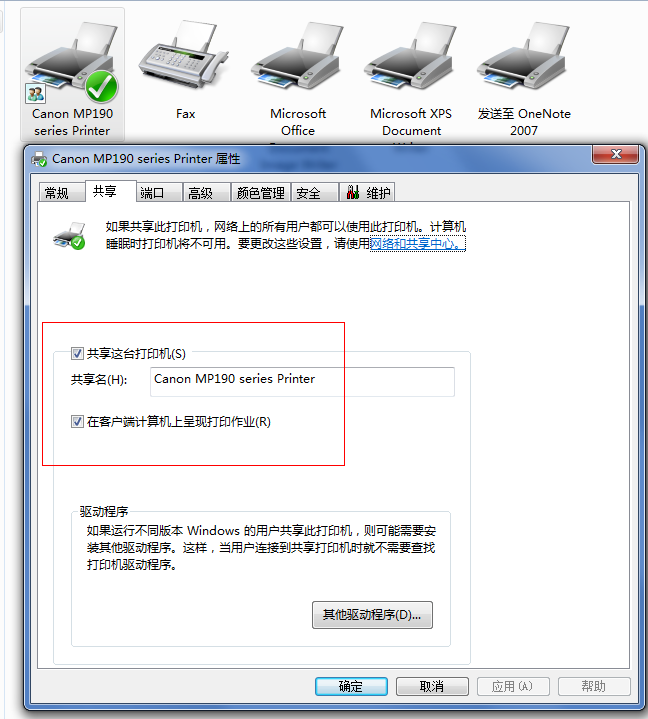 Canon MP190
series Printer
Fax
Microsoft
Office
Microsoft XPS
Document
发送至 OneNote
2007
Canon MP190 series Printer 属性
常规 共享 端口 高级 颜色管理 安全 维护
如果共享此打印机，网络上的所有用户都可以使用此打印机。计算机
睡眠时打印机将不可用。要更改这些设置，请使用网络和共享中心。
共享这台打印机(S)
共享名(H): Canon MP190 series Printer
在客户端计算机上呈现打印作业(R)
驱动程序
如果运行不同版本 Windows 的用户共享此打印机，则可能需要安
装其他驱动程序。这样，当用户连接到共享打印机时就不需要查找
打印机驱动程序。
其他驱动程序(D)...
确定 取消 应用(A) 帮助